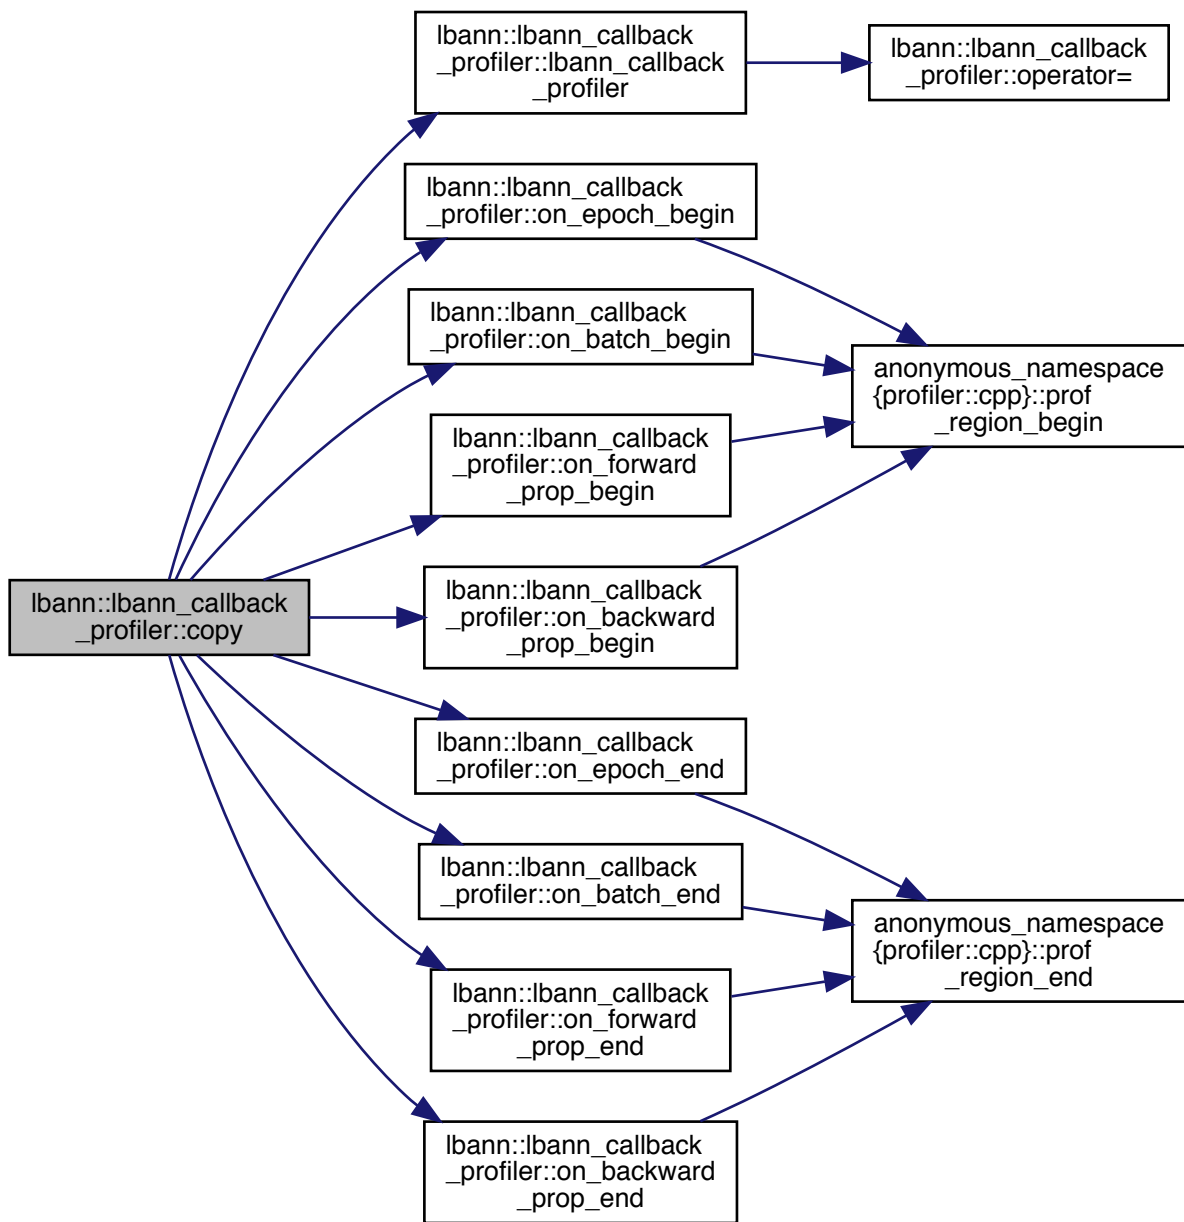 lbann::lbann_callback
_profiler::lbann_callback
_profiler
lbann::lbann_callback
_profiler::operator=
lbann::lbann_callback
_profiler::on_epoch_begin
lbann::lbann_callback
_profiler::on_batch_begin
anonymous_namespace
{profiler::cpp}::prof
_region_begin
lbann::lbann_callback
_profiler::on_forward
_prop_begin
lbann::lbann_callback
_profiler::copy
lbann::lbann_callback
_profiler::on_backward
_prop_begin
lbann::lbann_callback
_profiler::on_epoch_end
lbann::lbann_callback
_profiler::on_batch_end
anonymous_namespace
{profiler::cpp}::prof
_region_end
lbann::lbann_callback
_profiler::on_forward
_prop_end
lbann::lbann_callback
_profiler::on_backward
_prop_end